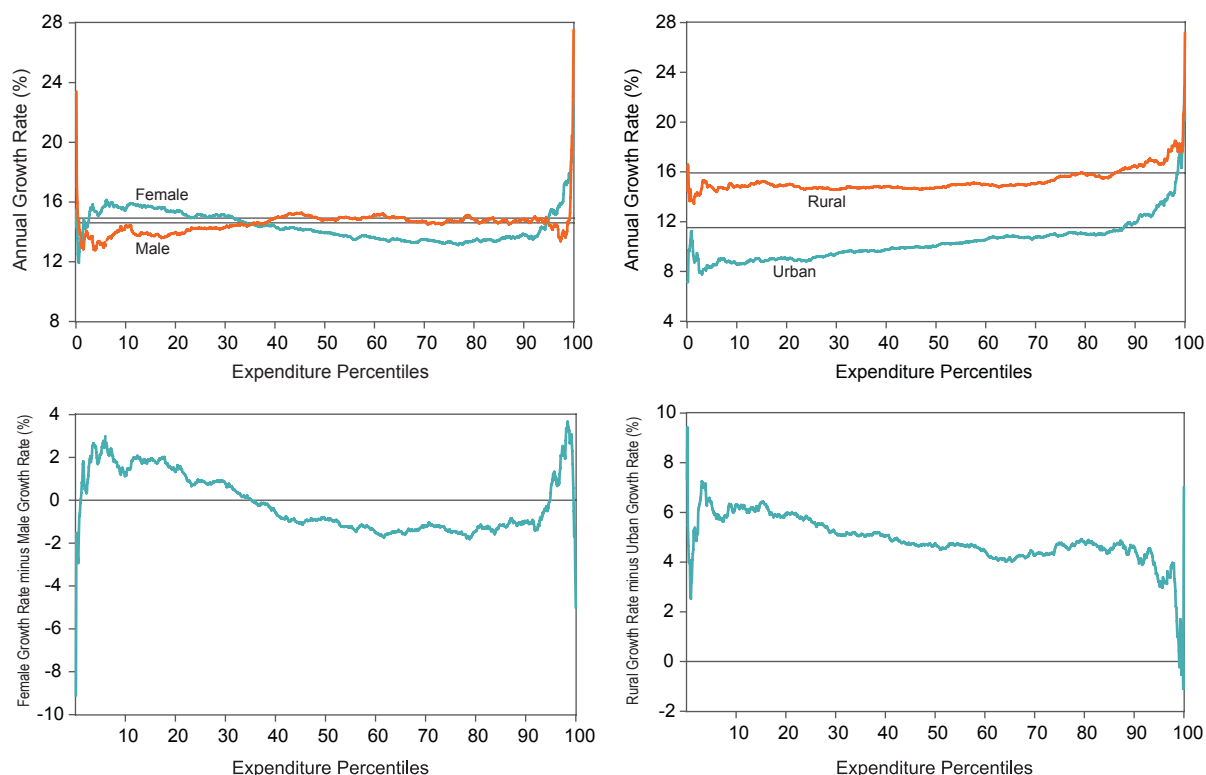 Annual Growth Rate (%)
28
24
20
16
12
8
Female
Male
0 10 20 30 40 50 60 70 80 90 100
Expenditure Percentiles
Annual Growth Rate (%)
28
24
20
16
12
8
4
Rural
Urban
0 10 20 30 40 50 60 70 80 90 100
Expenditure Percentiles
Female Growth Rate minus Male Growth Rate (%)
4
2
0
-2
-4
-6
-8
-10
10 20 30 40 50 60 70 80 90 100
Expenditure Percentiles
Rural Growth Rate minus Urban Growth Rate (%)
10
8
6
4
2
0
-2
10 20 30 40 50 60 70 80 90 100
Expenditure Percentiles